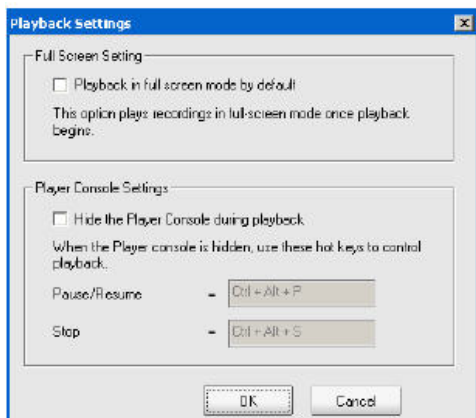 Playback Settings
Full Screen Setting
Playback in full screen mode by default
This option plays recordings in full-screen mode once playback
begins.
Player Console Settings
Hide the Player Console during playback
When the Player console is hidden, use these hot keys to control
playback.
Pause/Resume = Ctrl + Alt + P
Stop = Ctrl + Alt + S
OK Cancel